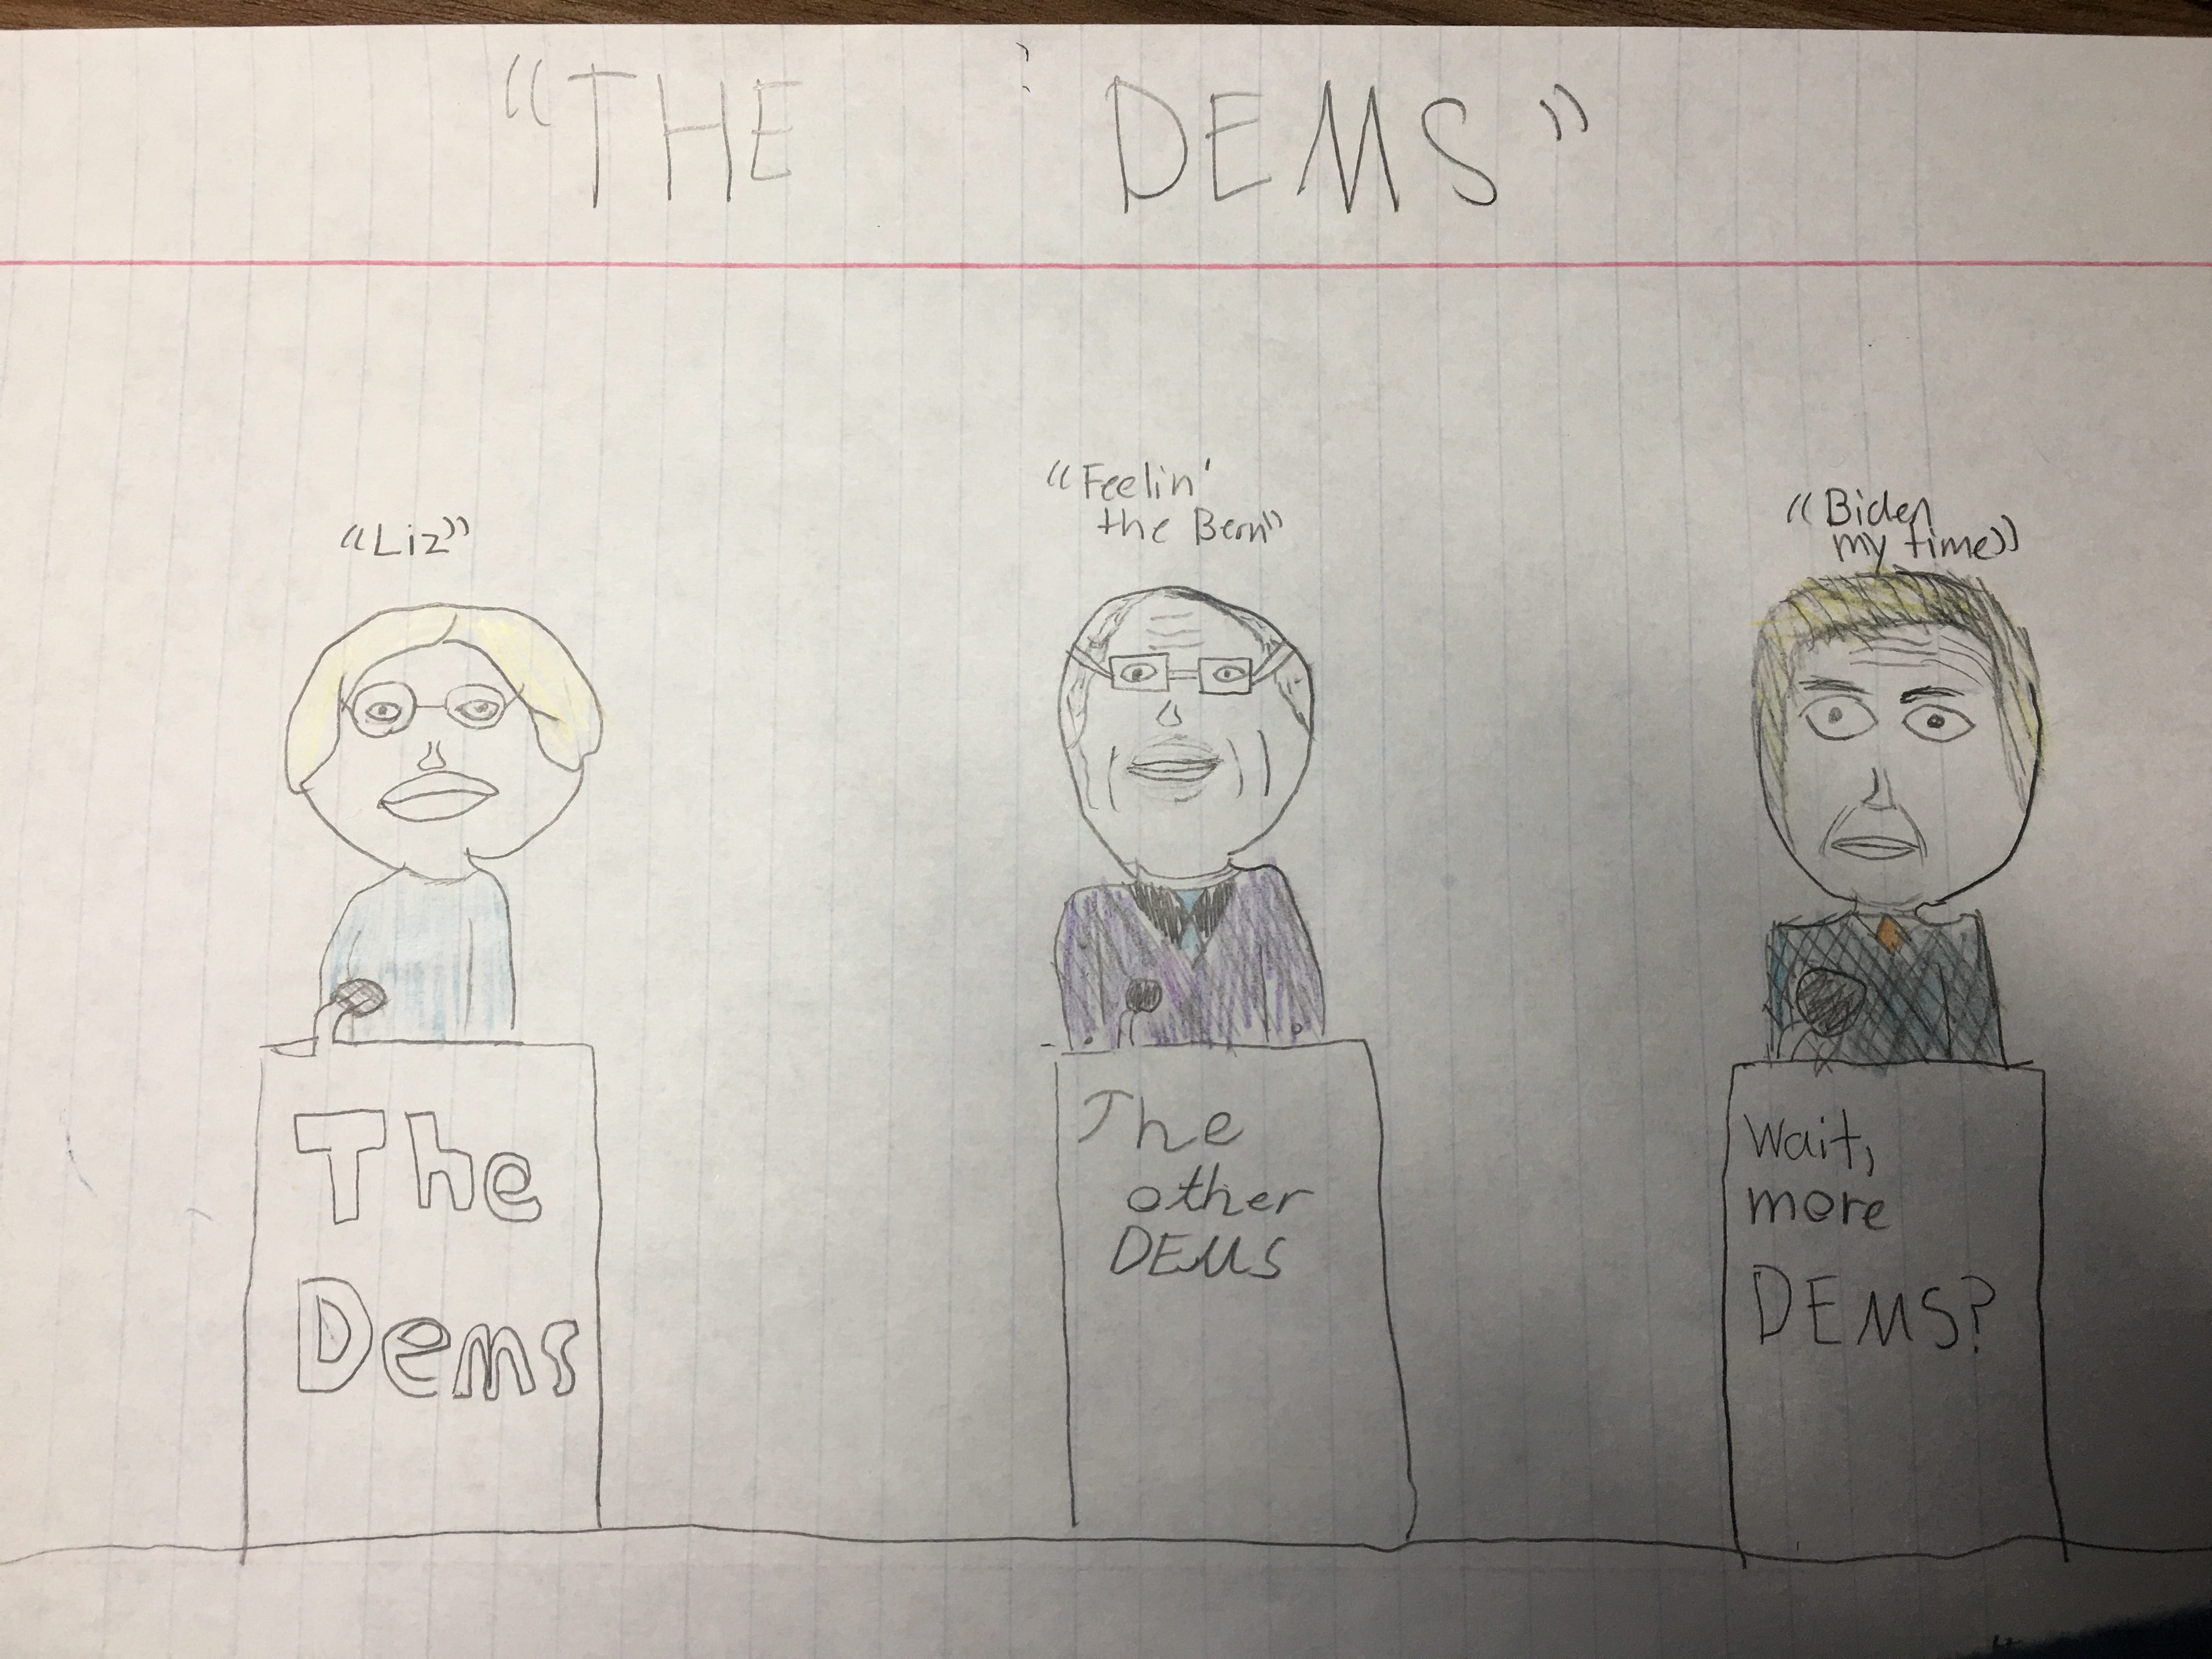 "THE DEMS"
"Liz"
"Feelin'
the Bern"
"Biden
my time"
The
Dems
The
other
DEMS
Wait,
more
DEMS?